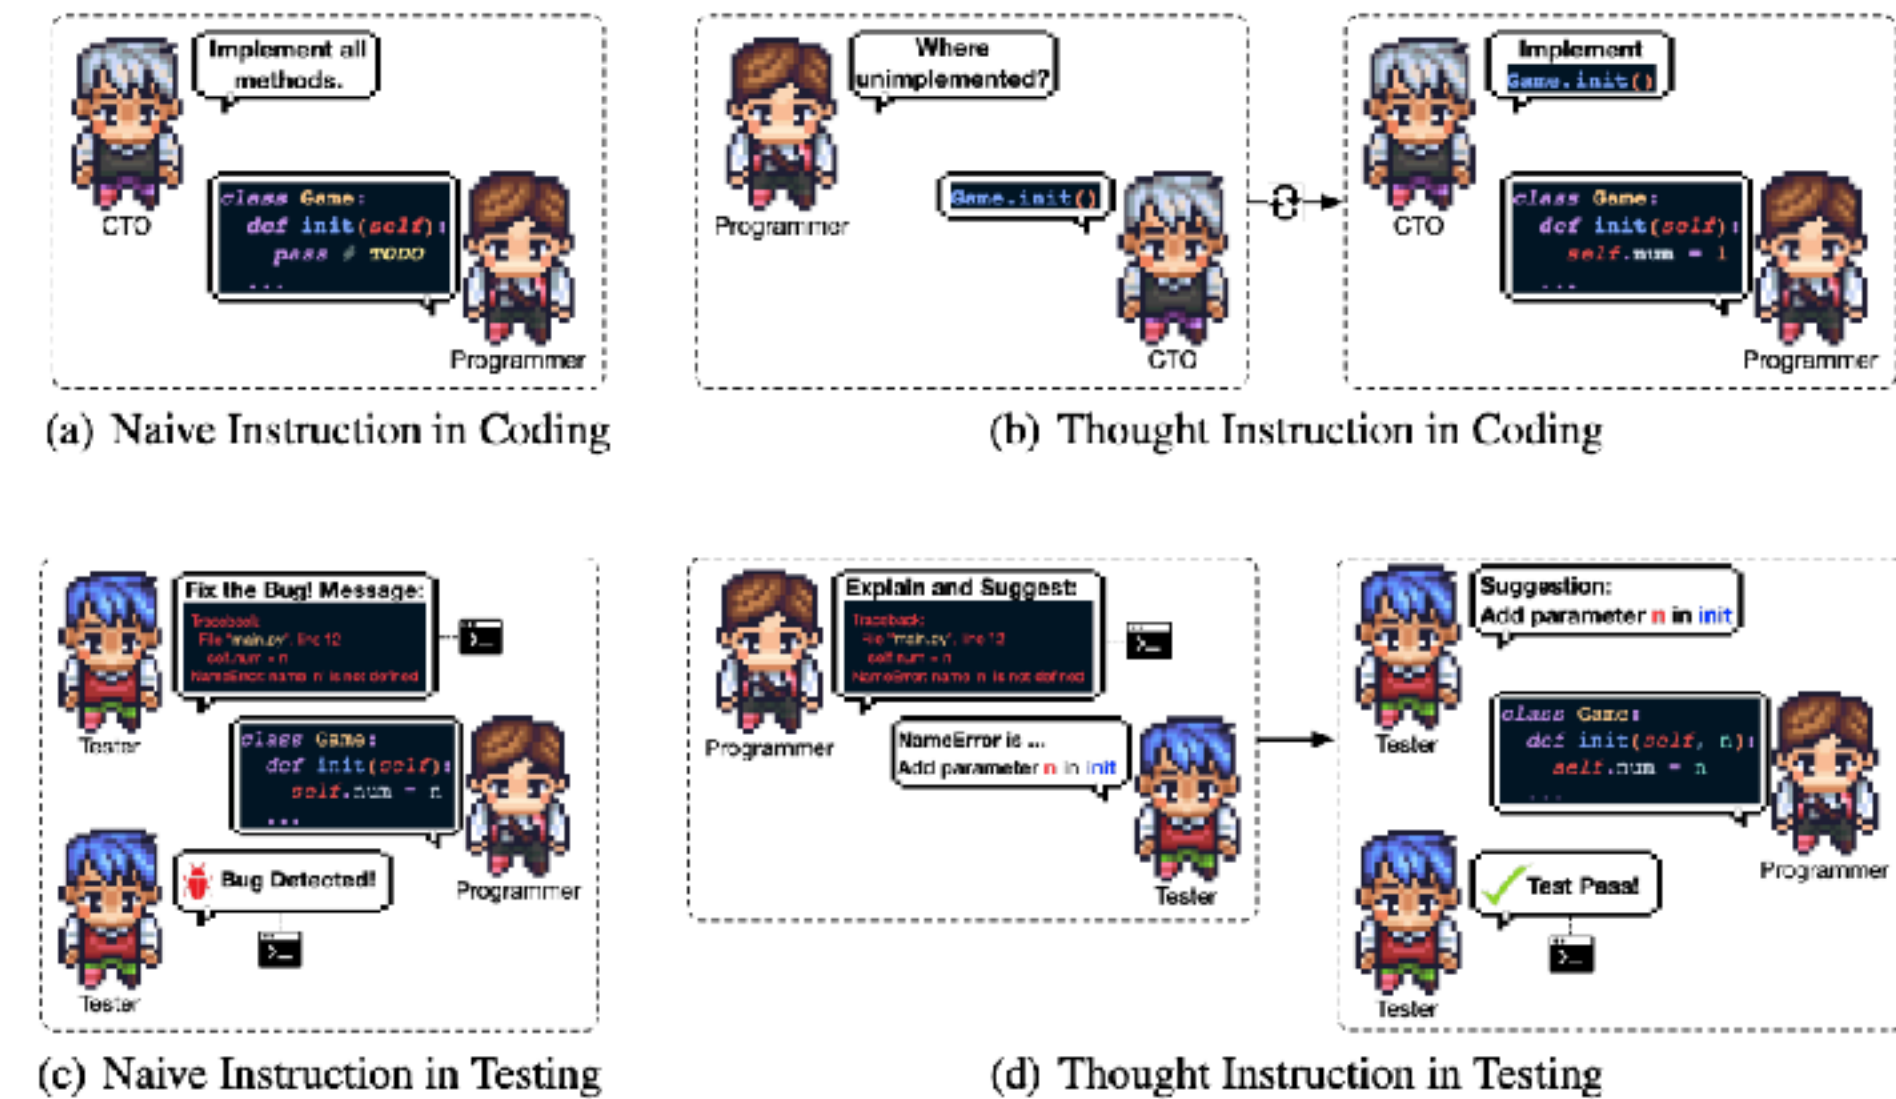 Implement all
methods.
CTO
class Game:
def init(self):
pass # TODO
...
Programmer
(a) Naive Instruction in Coding
Where
unimplemented?
Programmer
Game.init()
CTO
Implement
Game.init()
CTO
class Game:
def init(self):
self.num = 1
...
Programmer
(b) Thought Instruction in Coding
Fix the Bug! Message:
Traceback:
File "main.py", line 12
self.num = n
NameError: name 'n' is not defined
>_
Tester
class Game:
def init(self):
self.num = n
...
Programmer
Bug Detected!
>_
Tester
(c) Naive Instruction in Testing
Explain and Suggest:
Traceback:
File "main.py", line 12
self.num = n
NameError: name 'n' is not defined
>_
Programmer
NameError is ...
Add parameter n in init
Tester
Suggestion:
Add parameter n in init
Tester
class Game:
def init(self, n):
self.num = n
...
Programmer
Test Pass!
>_
Tester
(d) Thought Instruction in Testing